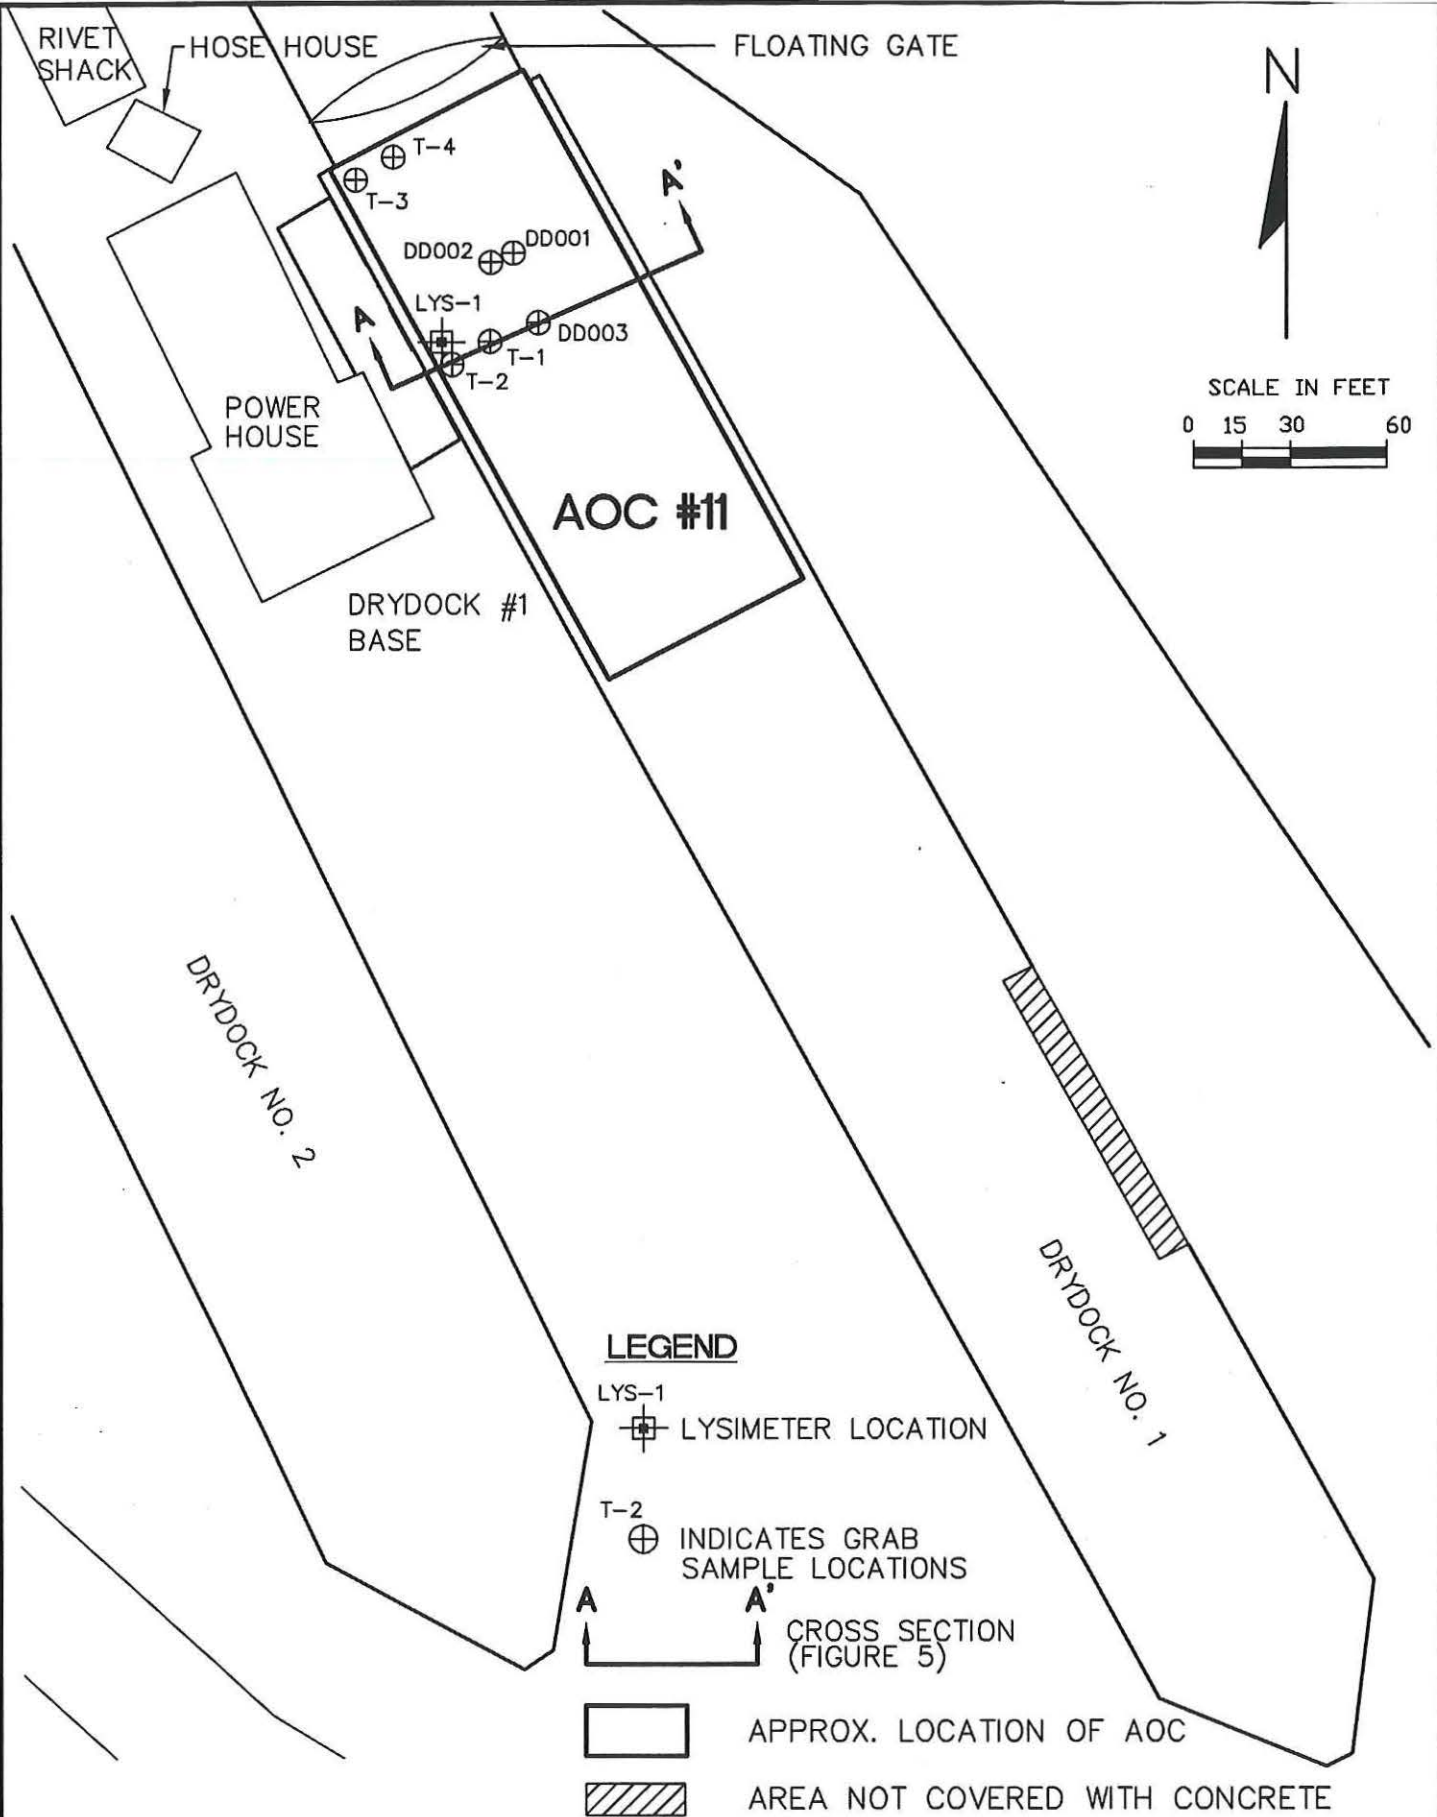 RIVET
SHACK
HOSE HOUSE
FLOATING GATE
N
T-4
T-3
A'
DD002
DD001
LYS-1
A
DD003
T-1
T-2
SCALE IN FEET
0 15 30 60
POWER
HOUSE
AOC #11
DRYDOCK #1
BASE
DRYDOCK NO. 2
DRYDOCK NO. 1
LEGEND
LYS-1
LYSIMETER LOCATION
T-2
INDICATES GRAB
SAMPLE LOCATIONS
A A'
CROSS SECTION
(FIGURE 5)
APPROX. LOCATION OF AOC
AREA NOT COVERED WITH CONCRETE